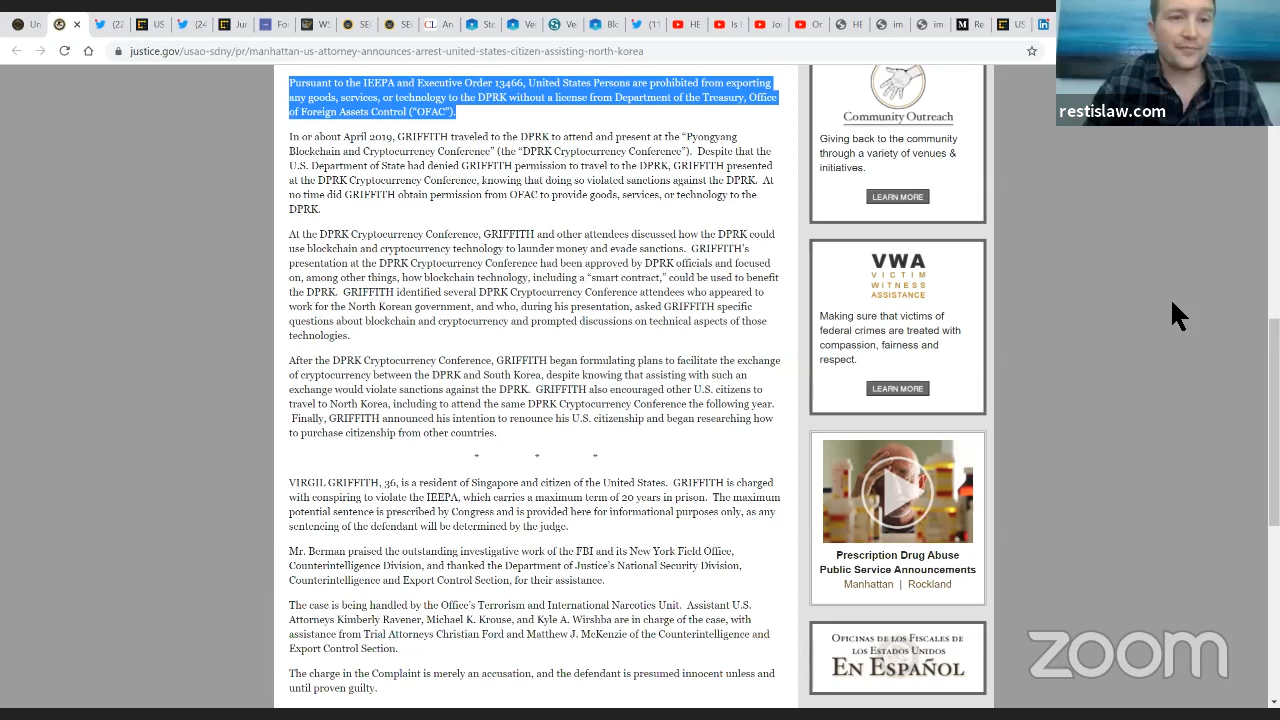 Un
(2:
US
(24
Jur
For
W:
SE
SE
An
Sta
Ve
Ve
Blo
(11
HE
Is I
Jos
Or
HE
im
im
Re
US
justice.gov/usao-sdny/pr/manhattan-us-attorney-announces-arrest-united-states-citizen-assisting-north-korea
restislaw.com
Pursuant to the IEEPA and Executive Order 13466, United States Persons are prohibited from exporting
any goods, services, or technology to the DPRK without a license from Department of the Treasury, Office
of Foreign Assets Control (“OFAC”).
In or about April 2019, GRIFFITH traveled to the DPRK to attend and present at the “Pyongyang
Blockchain and Cryptocurrency Conference” (the “DPRK Cryptocurrency Conference”).  Despite that the
U.S. Department of State had denied GRIFFITH permission to travel to the DPRK, GRIFFITH presented
at the DPRK Cryptocurrency Conference, knowing that doing so violated sanctions against the DPRK.  At
no time did GRIFFITH obtain permission from OFAC to provide goods, services, or technology to the
DPRK.
At the DPRK Cryptocurrency Conference, GRIFFITH and other attendees discussed how the DPRK could
use blockchain and cryptocurrency technology to launder money and evade sanctions.  GRIFFITH’s
presentation at the DPRK Cryptocurrency Conference had been approved by DPRK officials and focused
on, among other things, how blockchain technology, including a “smart contract,” could be used to benefit
the DPRK.  GRIFFITH identified several DPRK Cryptocurrency Conference attendees who appeared to
work for the North Korean government, and who, during his presentation, asked GRIFFITH specific
questions about blockchain and cryptocurrency and prompted discussions on technical aspects of those
technologies.
After the DPRK Cryptocurrency Conference, GRIFFITH began formulating plans to facilitate the exchange
of cryptocurrency between the DPRK and South Korea, despite knowing that assisting with such an
exchange would violate sanctions against the DPRK.  GRIFFITH also encouraged other U.S. citizens to
travel to North Korea, including to attend the same DPRK Cryptocurrency Conference the following year.
Finally, GRIFFITH announced his intention to renounce his U.S. citizenship and began researching how
to purchase citizenship from other countries.
* * *
VIRGIL GRIFFITH, 36, is a resident of Singapore and citizen of the United States.  GRIFFITH is charged
with conspiring to violate the IEEPA, which carries a maximum term of 20 years in prison.  The maximum
potential sentence is prescribed by Congress and is provided here for informational purposes only, as any
sentencing of the defendant will be determined by the judge.
Mr. Berman praised the outstanding investigative work of the FBI and its New York Field Office,
Counterintelligence Division, and thanked the Department of Justice’s National Security Division,
Counterintelligence and Export Control Section, for their assistance.
The case is being handled by the Office’s Terrorism and International Narcotics Unit.  Assistant U.S.
Attorneys Kimberly Ravener, Michael K. Krouse, and Kyle A. Wirshba are in charge of the case, with
assistance from Trial Attorneys Christian Ford and Matthew J. McKenzie of the Counterintelligence and
Export Control Section.
The charge in the Complaint is merely an accusation, and the defendant is presumed innocent unless and
until proven guilty.
Community Outreach
Giving back to the community
through a variety of venues &
initiatives.
LEARN MORE
VWA
VICTIM
WITNESS
ASSISTANCE
Making sure that victims of
federal crimes are treated with
compassion, fairness and
respect.
LEARN MORE
Prescription Drug Abuse
Public Service Announcements
Manhattan | Rockland
Oficinas de los Fiscales de
los Estados Unidos
En Español
zoom